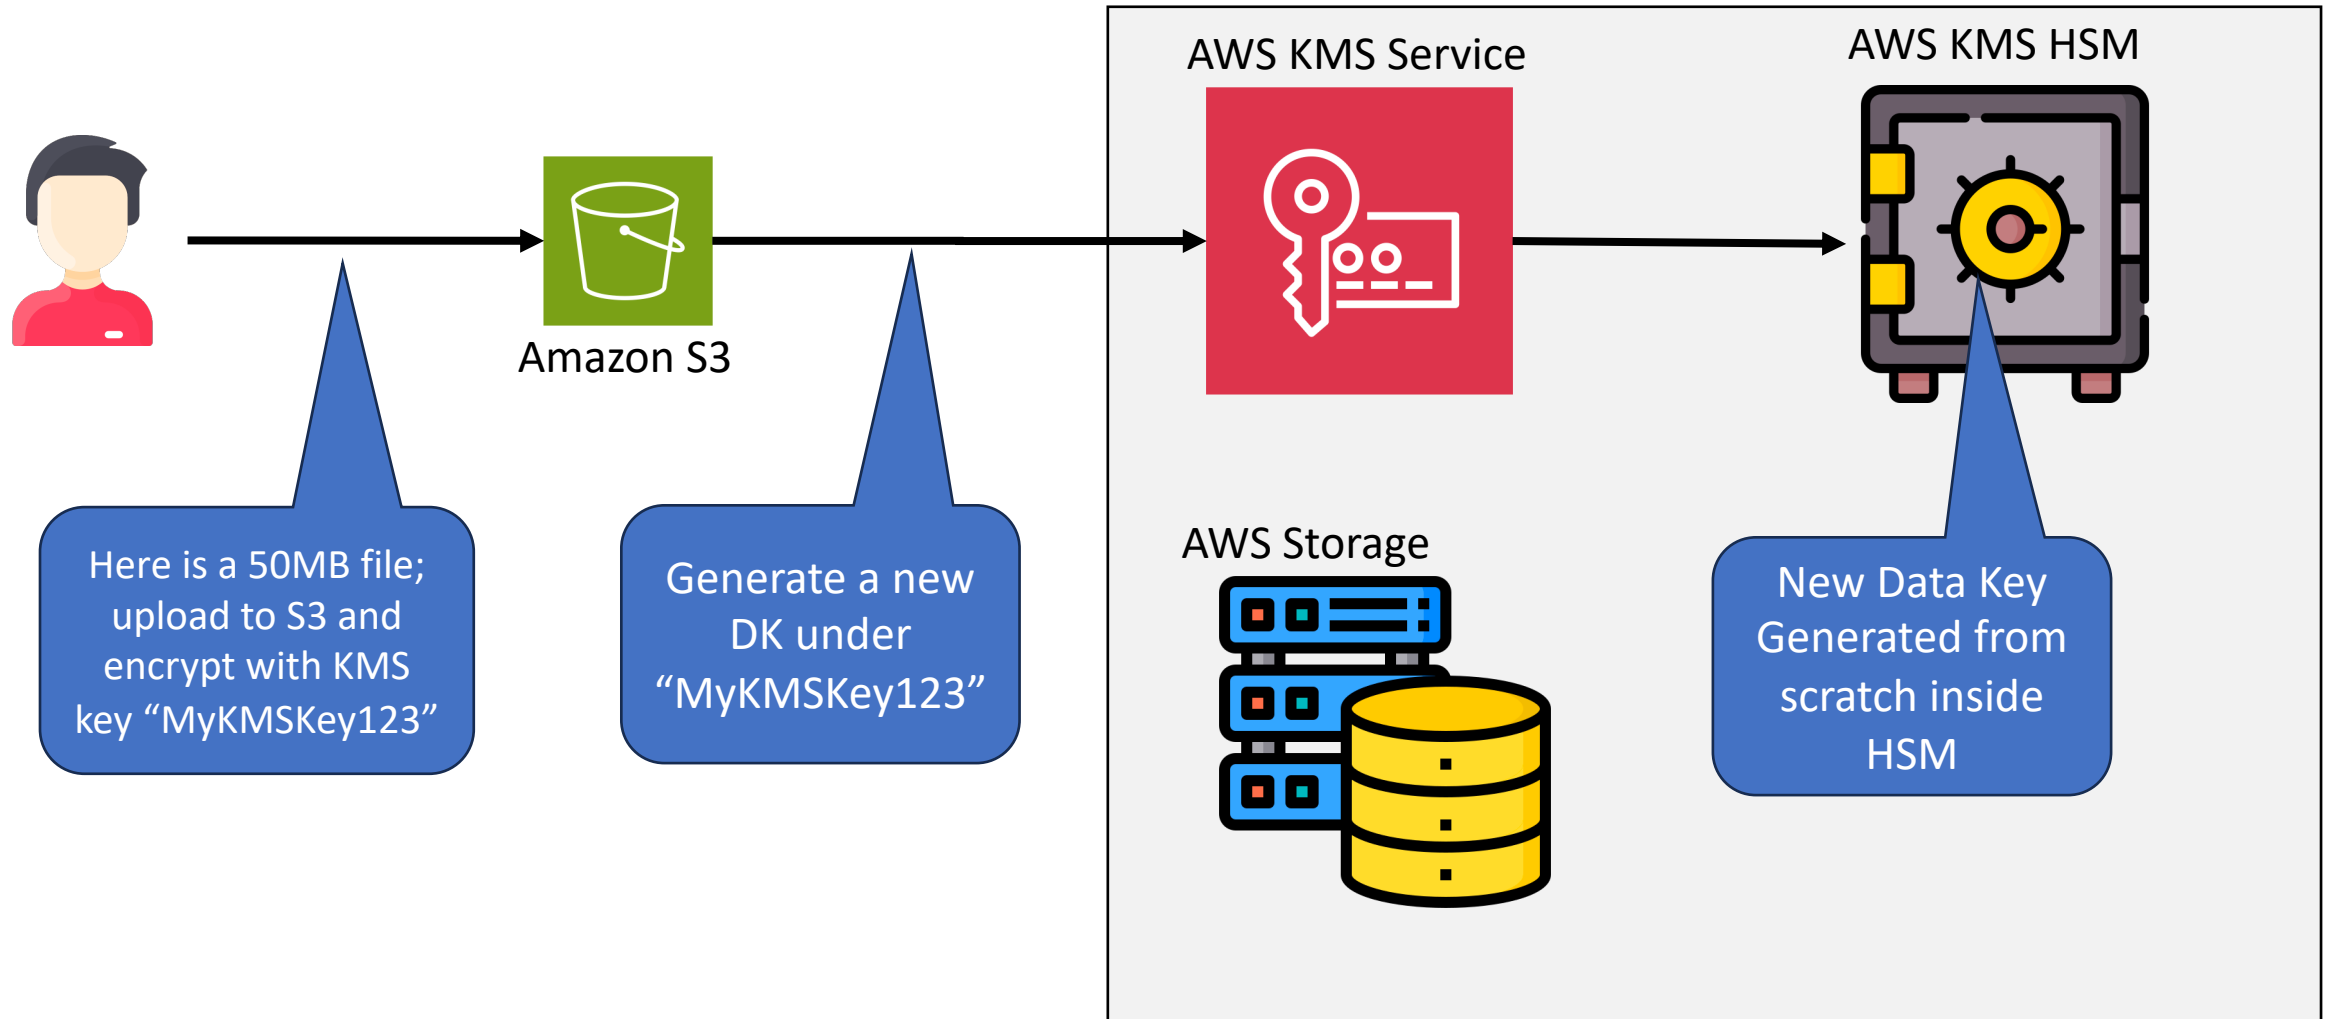 AWS KMS Service
AWS KMS HSM
Amazon S3
Here is a 50MB file;
upload to S3 and
encrypt with KMS
key “MyKMSKey123”
Generate a new
DK under
“MyKMSKey123”
AWS Storage
New Data Key
Generated from
scratch inside
HSM